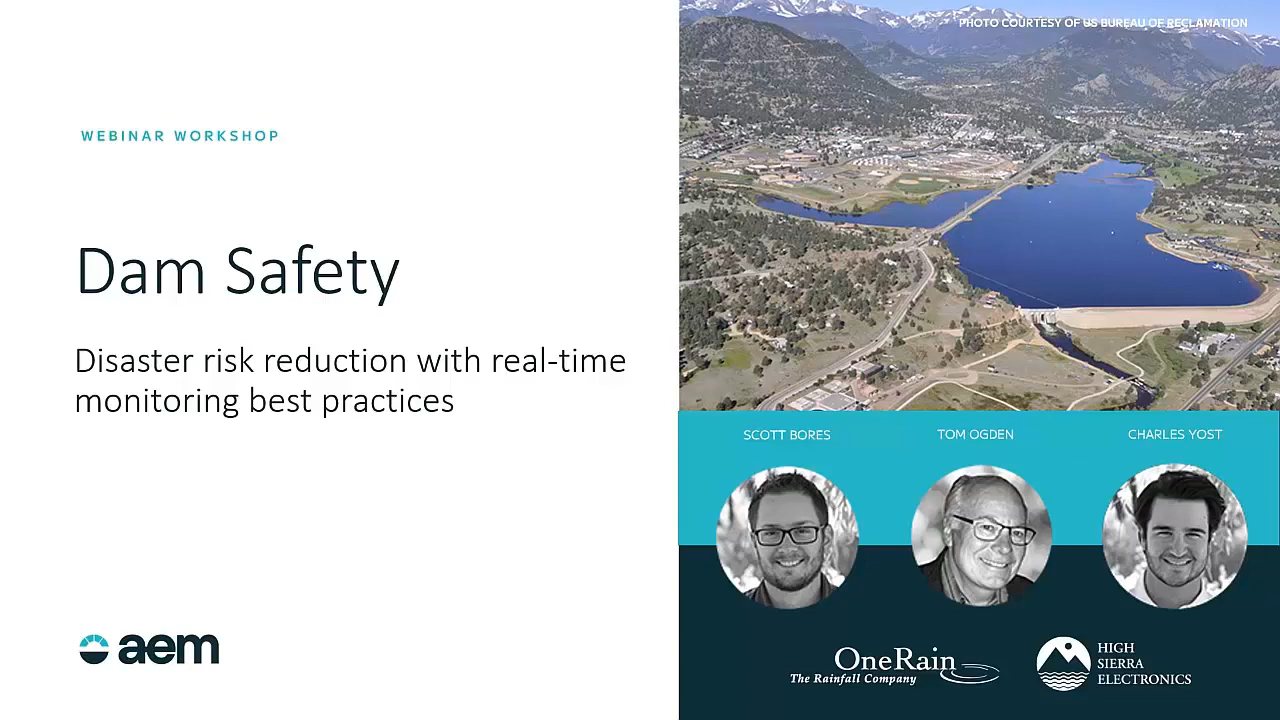 PHOTO COURTESY OF US BUREAU OF RECLAMATION
WEBINAR WORKSHOP
Dam Safety
Disaster risk reduction with real-time
monitoring best practices
SCOTT BORES
TOM OGDEN
CHARLES YOST
aem
OneRain
The Rainfall Company
HIGH
SIERRA
ELECTRONICS